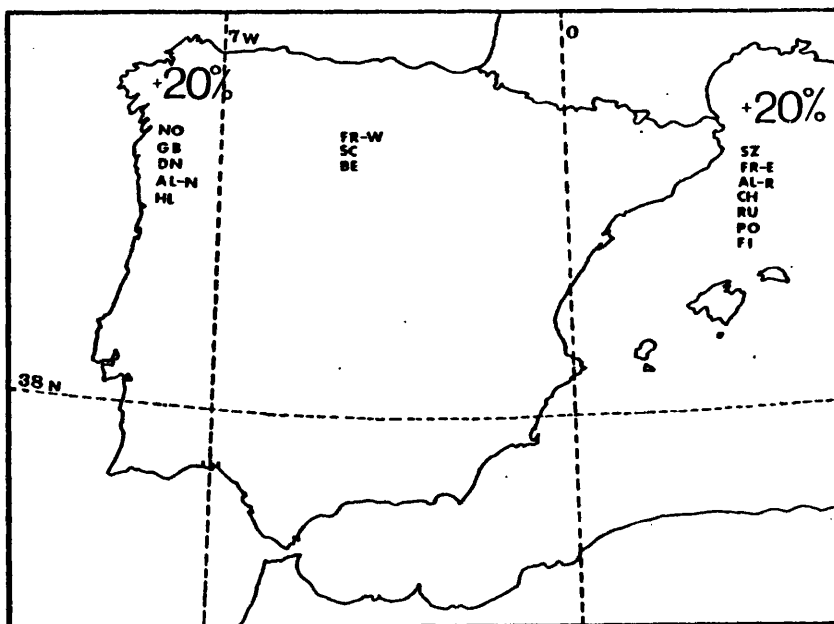 7 W
0
+20%
NO
GB
DN
AL-N
HL
FR-W
SC
BE
+20%
SZ
FR-E
AL-R
CH
RU
PO
FI
38 N